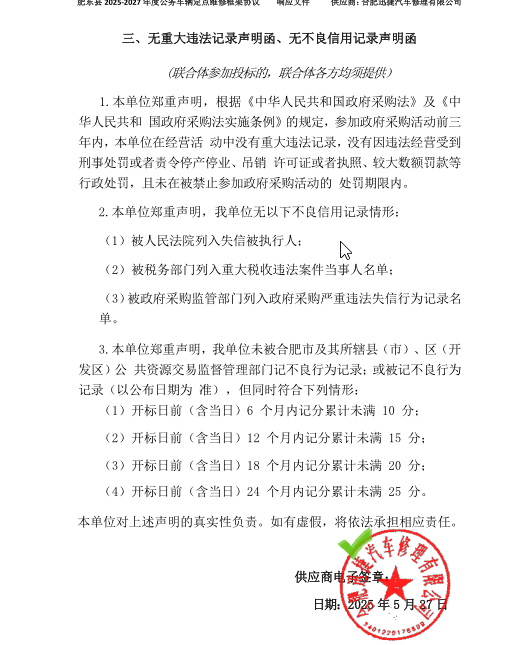 肥东县 2025-2027 年度公务车辆定点维修框架协议 响应文件 供应商：合肥迅捷汽车修理有限公司
三、无重大违法记录声明函、无不良信用记录声明函
（联合体参加投标的，联合体各方均须提供）
1.本单位郑重声明，根据《中华人民共和国政府采购法》及《中
华人民共和 国政府采购法实施条例》的规定，参加政府采购活动前三
年内，本单位在经营活 动中没有重大违法记录，没有因违法经营受到
刑事处罚或者责令停产停业、吊销 许可证或者执照、较大数额罚款等
行政处罚，且未在被禁止参加政府采购活动的 处罚期限内。
2.本单位郑重声明，我单位无以下不良信用记录情形：
（1）被人民法院列入失信被执行人；
（2）被税务部门列入重大税收违法案件当事人名单；
（3）被政府采购监管部门列入政府采购严重违法失信行为记录名
单。
3.本单位郑重声明，我单位未被合肥市及其所辖县（市）、区（开
发区）公 共资源交易监督管理部门记不良行为记录；或被记不良行为
记录（以公布日期为 准），但同时符合下列情形：
（1）开标日前（含当日）6 个月内记分累计未满 10 分；
（2）开标日前（含当日）12 个月内记分累计未满 15 分；
（3）开标日前（含当日）18 个月内记分累计未满 20 分；
（4）开标日前（含当日）24 个月内记分累计未满 25 分。
本单位对上述声明的真实性负责。如有虚假，将依法承担相应责任。
供应商电子签章：
日期：2025 年 5 月 27 日
合肥迅捷汽车修理有限公司